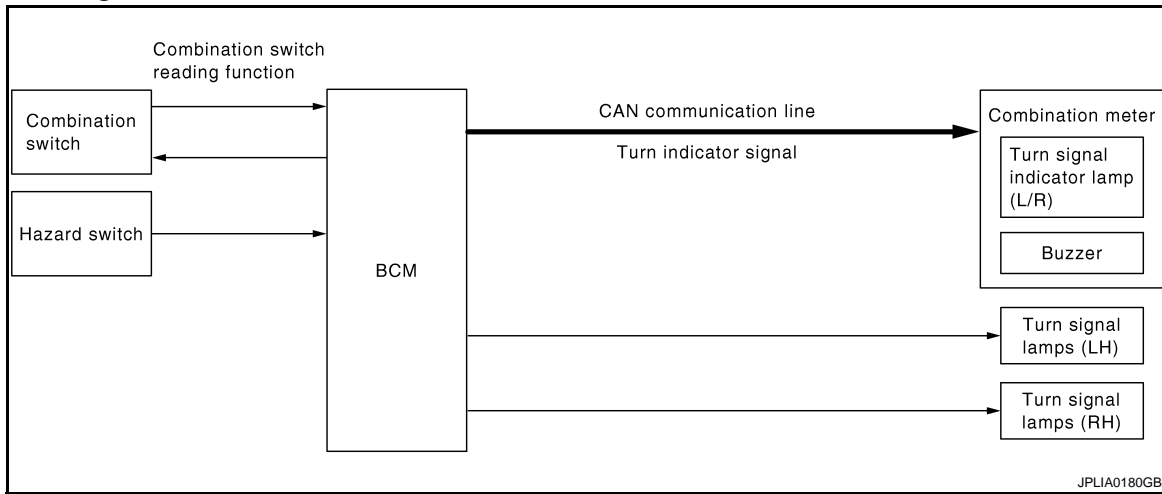 Combination switch
reading function
Combination
switch
Hazard switch
BCM
CAN communication line
Turn indicator signal
Combination meter
Turn signal
indicator lamp
(L/R)
Buzzer
Turn signal
lamps (LH)
Turn signal
lamps (RH)
JPLIA0180GB